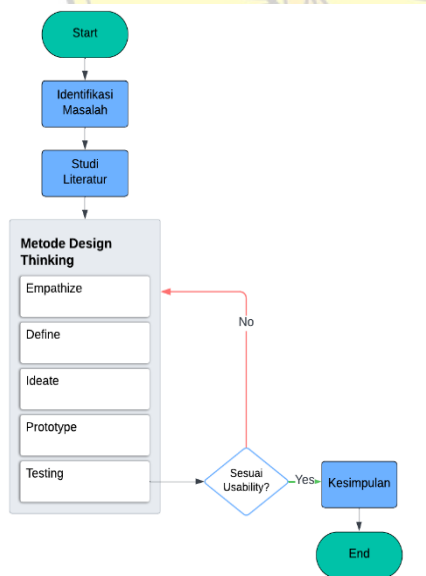 Start
Identifikasi
Masalah
Studi
Literatur
Metode Design
Thinking
Empathize
Define
Ideate
Prototype
Testing
No
Sesuai
Usability?
Yes
Kesimpulan
End